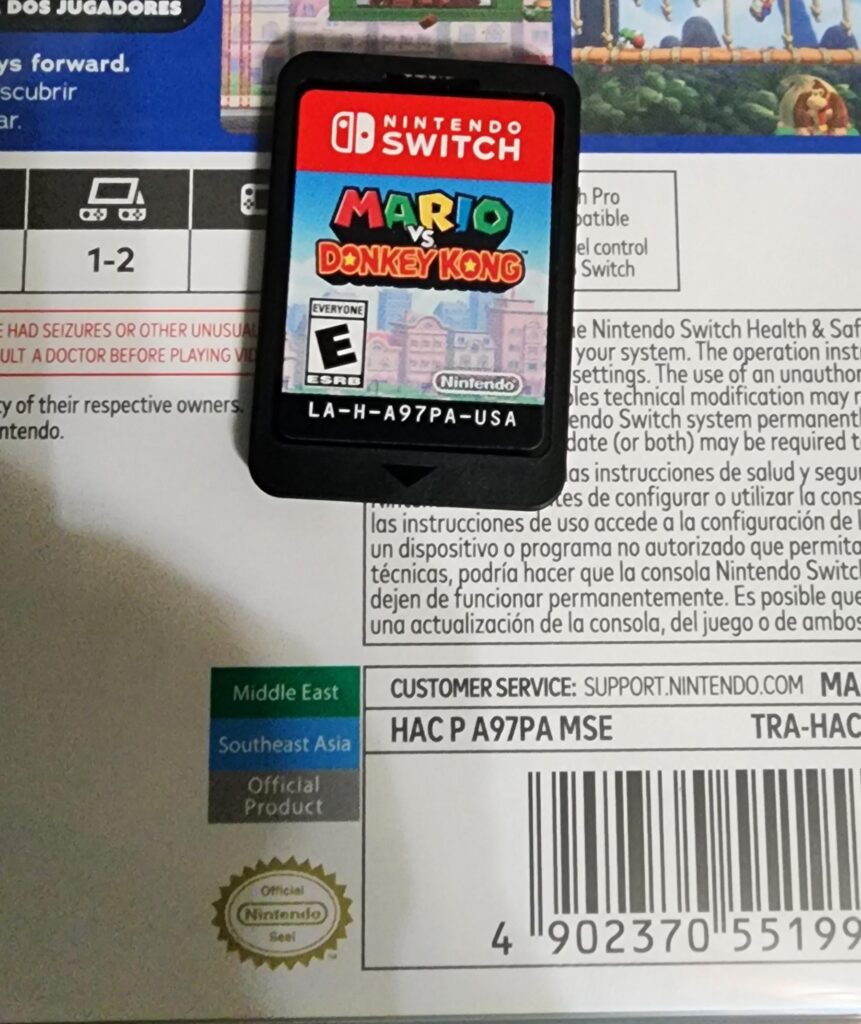 DOS JUGADORES
ys forward.
scubrir
ar.
1-2
NINTENDO
SWITCH
MARIO
VS.
DONKEY KONG™
EVERYONE
E
ESRB
Nintendo
LA-H-A97PA-USA
h Pro
patible
el control
Switch
E HAD SEIZURES OR OTHER UNUSUAL
ULT A DOCTOR BEFORE PLAYING VID
ty of their respective owners.
ntendo.
e Nintendo Switch Health & Saf
your system. The operation inst
settings. The use of an unauthor
les technical modification may r
endo Switch system permanentl
date (or both) may be required t
as instrucciones de salud y segur
tes de configurar o utilizar la cons
las instrucciones de uso accede a la configuración de l
un dispositivo o programa no autorizado que permita
técnicas, podría hacer que la consola Nintendo Switch
dejen de funcionar permanentemente. Es posible que
una actualización de la consola, del juego o de ambos
Middle East
Southeast Asia
Official
Product
CUSTOMER SERVICE: SUPPORT.NINTENDO.COM MA
HAC P A97PA MSE TRA-HAC
Official
Nintendo
Seal
4 902370 55199